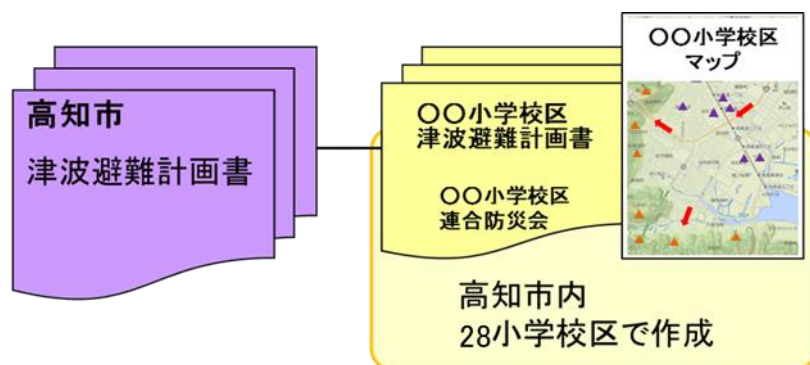 高知市
津波避難計画書
〇〇小学校区
津波避難計画書
〇〇小学校区
連合防災会
〇〇小学校区
マップ
高知市内
28小学校区で作成